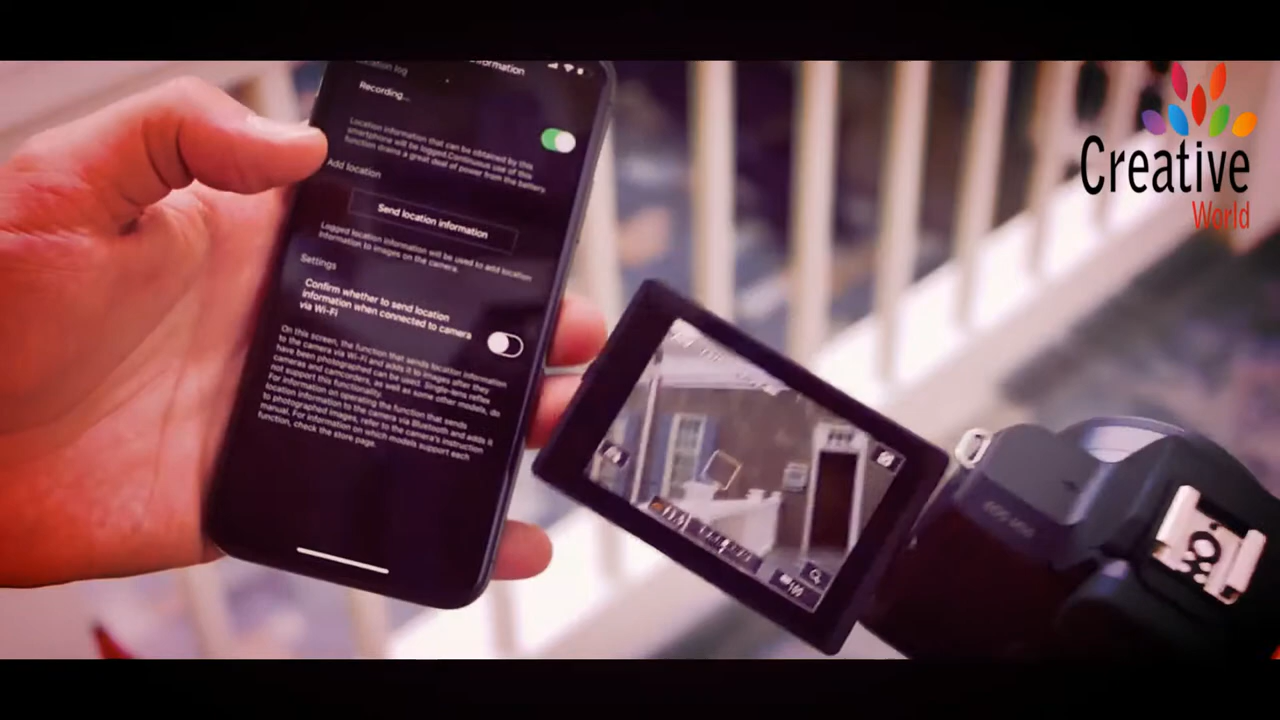 Location log
information
Recording...
Location information that can be obtained by this
smartphone will be logged.Continuous use of this
function drains a great deal of power from the battery.
Add location
Send location information
Logged location information will be used to add location
information to images on the camera.
Settings
Confirm whether to send location
information when connected to camera
via Wi-Fi
On this screen, the function that sends location information
to the camera via Wi-Fi and adds it to images after they
have been photographed can be used. Single-lens reflex
cameras and camcorders, as well as some other models, do
not support this functionality.
For information on operating the function that sends
location information to the camera via Bluetooth and adds it
to photographed images, refer to the camera's instruction
manual. For information on which models support each
function, check the store page.
Creative
World